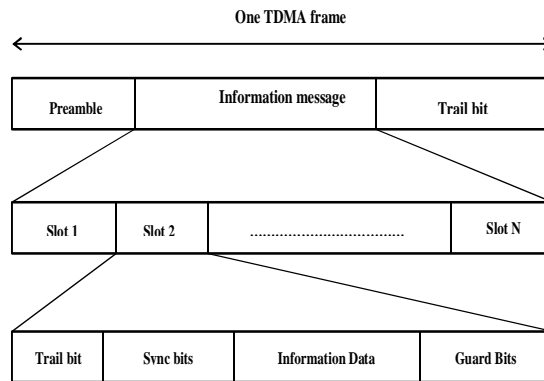 One TDMA frame
Preamble Information message Trail bit
Slot 1 Slot 2 ...................................... Slot N
Trail bit Sync bits Information Data Guard Bits